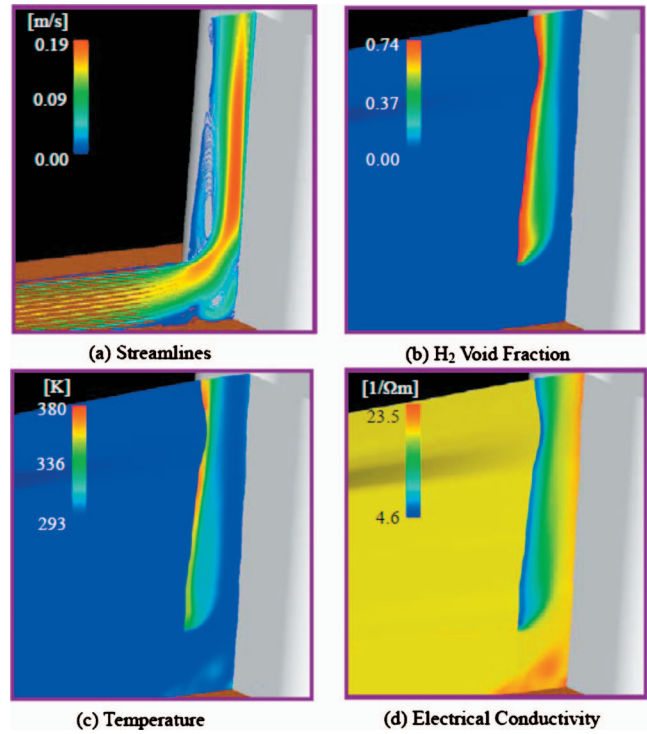 [m/s]
0.19
0.09
0.00
(a) Streamlines
0.74
0.37
0.00
(b) H₂ Void Fraction
[K]
380
336
293
(c) Temperature
[1/Ωm]
23.5
4.6
(d) Electrical Conductivity